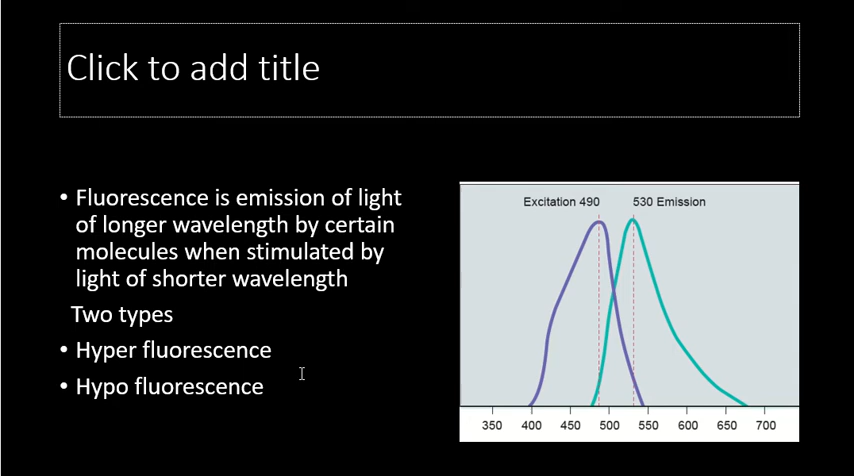 Click to add title
• Fluorescence is emission of light
of longer wavelength by certain
molecules when stimulated by
light of shorter wavelength
Two types
• Hyper fluorescence
• Hypo fluorescence
Excitation 490
530 Emission
350 400 450 500 550 600 650 700